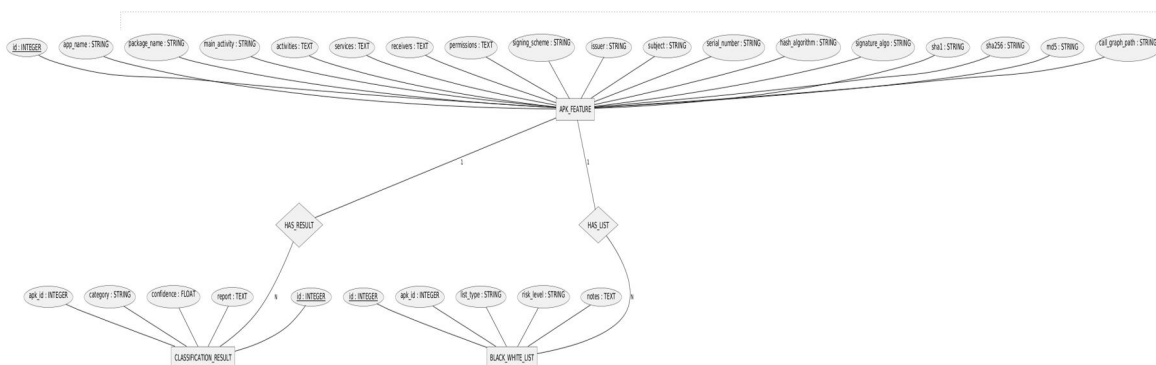 id : INTEGER
app_name : STRING
package_name : STRING
main_activity : STRING
activities : TEXT
services : TEXT
receivers : TEXT
permissions : TEXT
signing_scheme : STRING
issuer : STRING
subject : STRING
serial_number : STRING
hash_algorithm : STRING
signature_algo : STRING
sha1 : STRING
sha256 : STRING
md5 : STRING
call_graph_path : STRING
APK_FEATURE
1
1
HAS_RESULT
HAS_LIST
apk_id : INTEGER
category : STRING
confidence : FLOAT
report : TEXT
N
id : INTEGER
id : INTEGER
apk_id : INTEGER
list_type : STRING
risk_level : STRING
notes : TEXT
N
CLASSIFICATION_RESULT
BLACK_WHITE_LIST